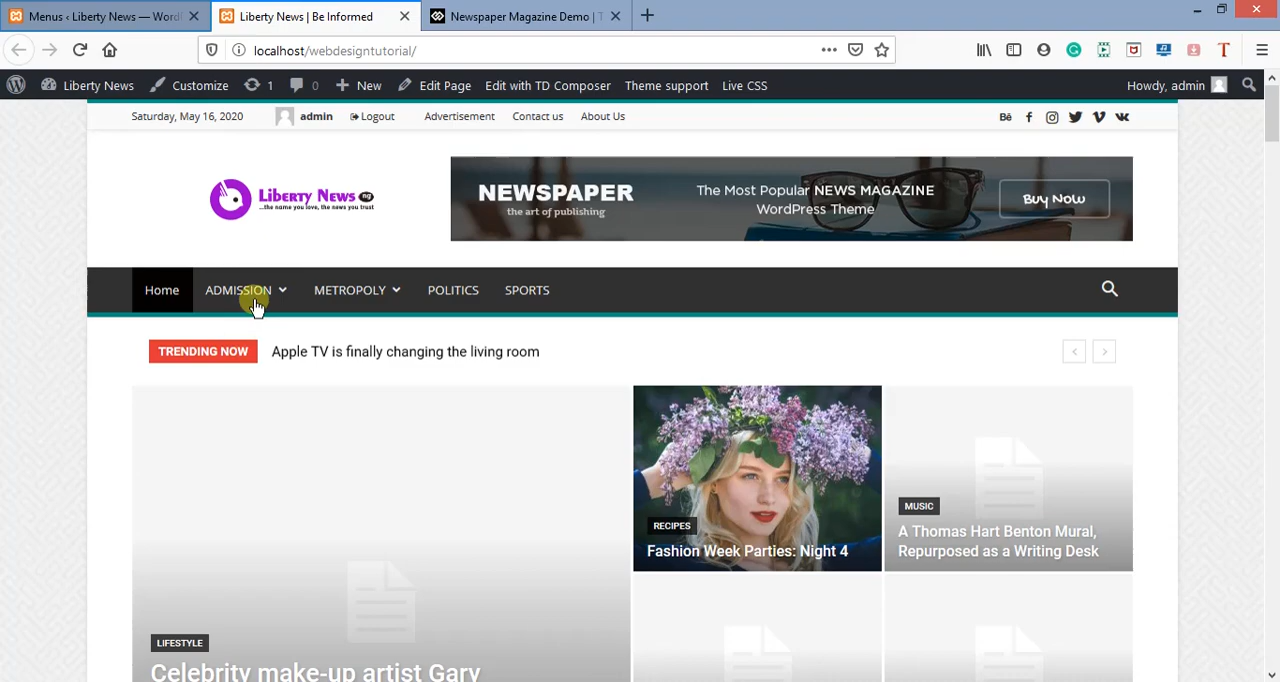 Menus ‹ Liberty News — Word
Liberty News | Be Informed
Newspaper Magazine Demo | T
localhost/webdesigntutorial/
Liberty News
Customize
1
0
New
Edit Page
Edit with TD Composer
Theme support
Live CSS
Howdy, admin
Saturday, May 16, 2020
admin
Logout
Advertisement
Contact us
About Us
Bē
Liberty News NG
...the name you love, the news you trust
NEWSPAPER
the art of publishing
The Most Popular NEWS MAGAZINE
WordPress Theme
Buy Now
Home
ADMISSION
METROPOLY
POLITICS
SPORTS
TRENDING NOW
Apple TV is finally changing the living room
RECIPES
Fashion Week Parties: Night 4
MUSIC
A Thomas Hart Benton Mural,
Repurposed as a Writing Desk
LIFESTYLE
Celebrity make-up artist Gary